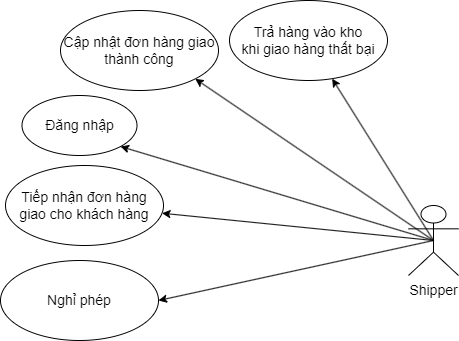 Cập nhật đơn hàng giao
thành công
Trả hàng vào kho
khi giao hàng thất bại
Đăng nhập
Tiếp nhận đơn hàng
giao cho khách hàng
Nghỉ phép
Shipper